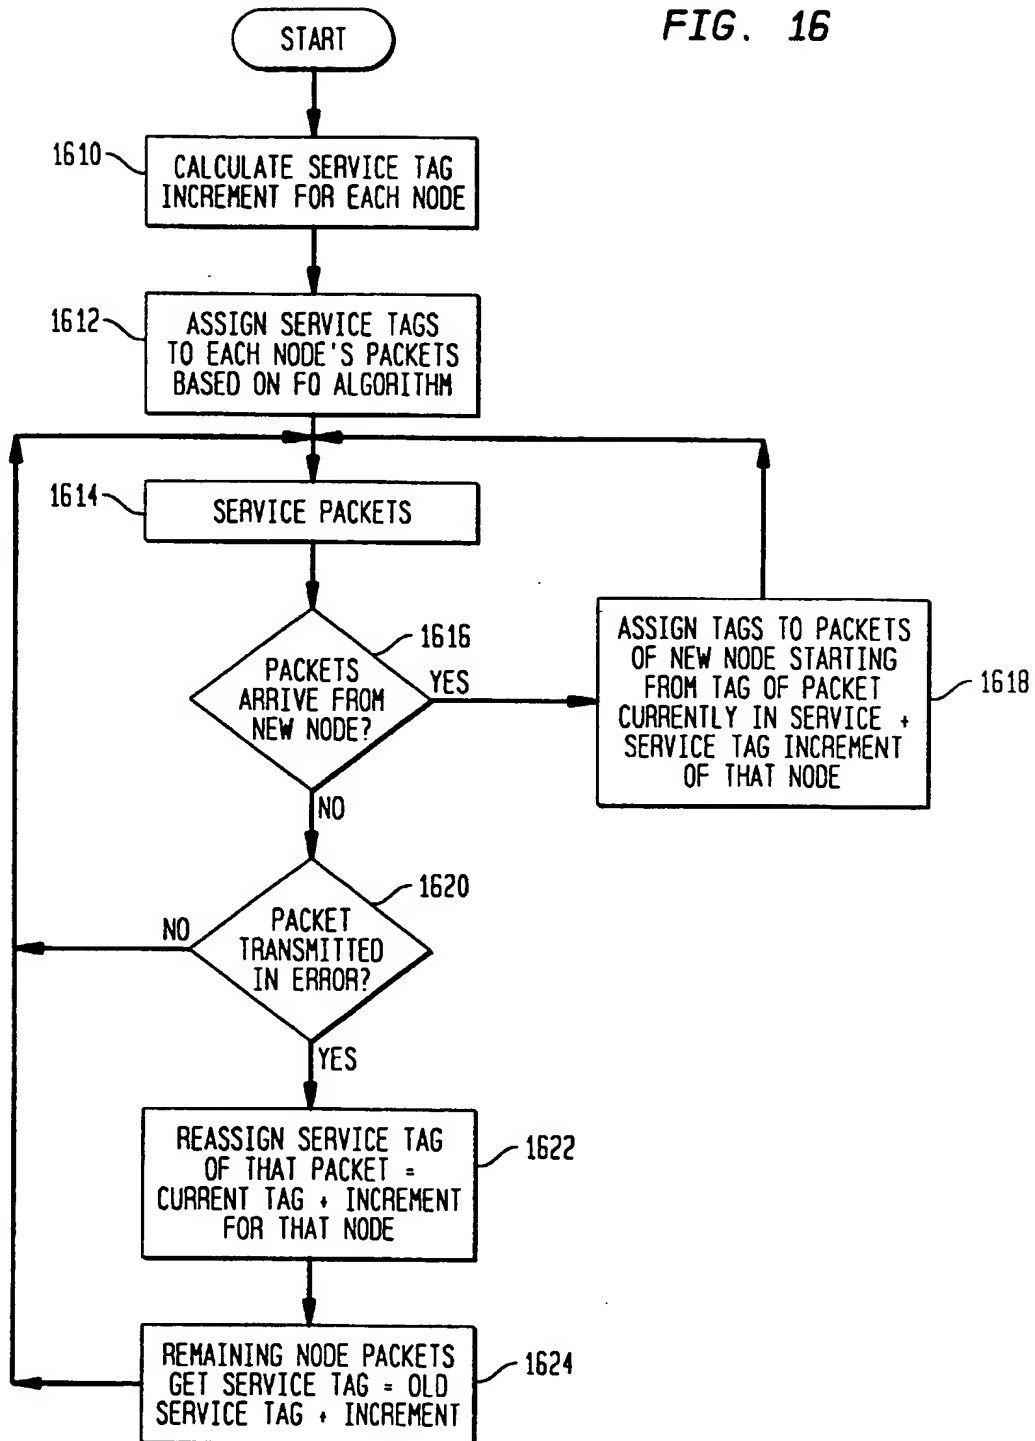 FIG. 16
START
1610
CALCULATE SERVICE TAG
INCREMENT FOR EACH NODE
1612
ASSIGN SERVICE TAGS
TO EACH NODE'S PACKETS
BASED ON FQ ALGORITHM
1614
SERVICE PACKETS
1616
PACKETS
ARRIVE FROM
NEW NODE?
YES
NO
ASSIGN TAGS TO PACKETS
OF NEW NODE STARTING
FROM TAG OF PACKET
CURRENTLY IN SERVICE +
SERVICE TAG INCREMENT
OF THAT NODE
1618
1620
PACKET
TRANSMITTED
IN ERROR?
NO
YES
REASSIGN SERVICE TAG
OF THAT PACKET =
CURRENT TAG + INCREMENT
FOR THAT NODE
1622
REMAINING NODE PACKETS
GET SERVICE TAG = OLD
SERVICE TAG + INCREMENT
1624